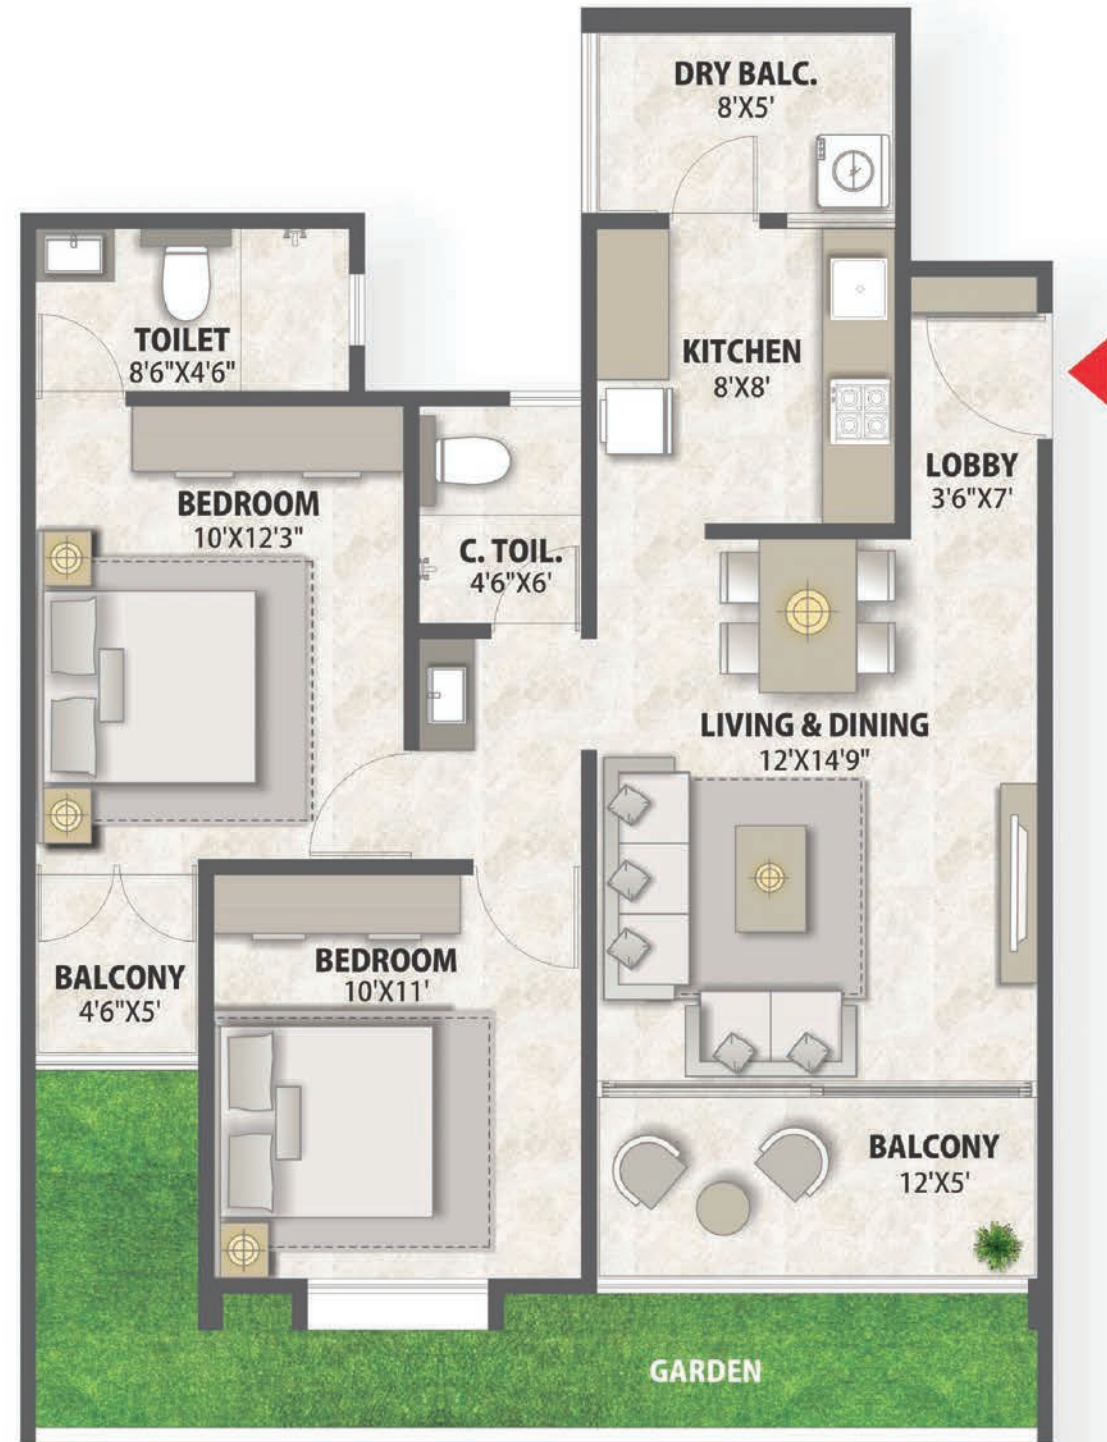 DRY BALC.
8'X5'
TOILET
8'6"X4'6"
KITCHEN
8'X8'
LOBBY
3'6"X7'
BEDROOM
10'X12'3"
C. TOIL.
4'6"X6'
LIVING & DINING
12'X14'9"
BALCONY
4'6"X5'
BEDROOM
10'X11'
BALCONY
12'X5'
GARDEN